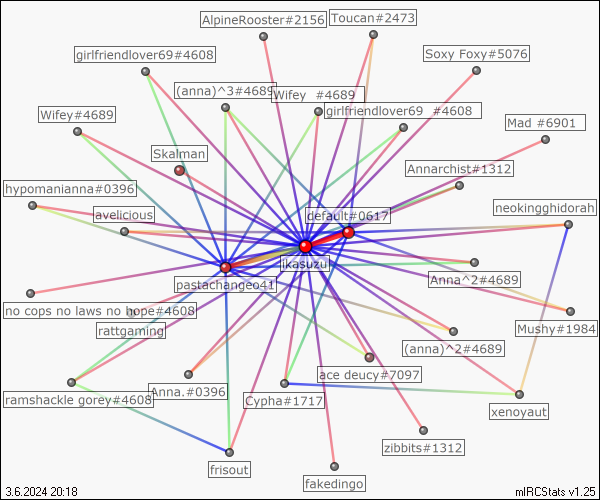 AlpineRooster#2156
Toucan#2473
girlfriendlover69#4608
Soxy Foxy#5076
(anna)^3#4689
Wifey  #4689
girlfriendlover69  #4608
Wifey#4689
Mad #6901
Skalman
Annarchist#1312
hypomanianna#0396
avelicious
default#0617
neokingghidorah
ikasuzu
pastachangeo41
Anna^2#4689
no cops no laws no hope#4608
rattgaming
Mushy#1984
(anna)^2#4689
ace deucy#7097
ramshackle gorey#4608
Anna.#0396
Cypha#1717
xenoyaut
zibbits#1312
frisout
fakedingo
3.6.2024 20:18
mIRCStats v1.25